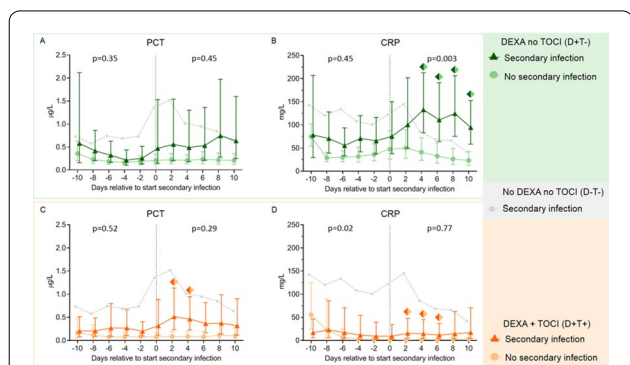 A PCT
p=0.35 p=0.45
2.5
2.0
1.5
1.0
0.5
0.0
µg/L
-10 -8 -6 -4 -2 0 2 4 6 8 10
Days relative to start secondary infection
B CRP
p=0.45 p=0.003
250
200
150
100
50
0
mg/L
-10 -8 -6 -4 -2 0 2 4 6 8 10
Days relative to start secondary infection
DEXA no TOCI (D+T-)
Secondary infection
No secondary infection
No DEXA no TOCI (D-T-)
Secondary infection
C PCT
p=0.52 p=0.29
2.5
2.0
1.5
1.0
0.5
0.0
µg/L
-10 -8 -6 -4 -2 0 2 4 6 8 10
Days relative to start secondary infection
D CRP
p=0.02 p=0.77
250
200
150
100
50
0
mg/L
-10 -8 -6 -4 -2 0 2 4 6 8 10
Days relative to start secondary infection
DEXA + TOCI (D+T+)
Secondary infection
No secondary infection